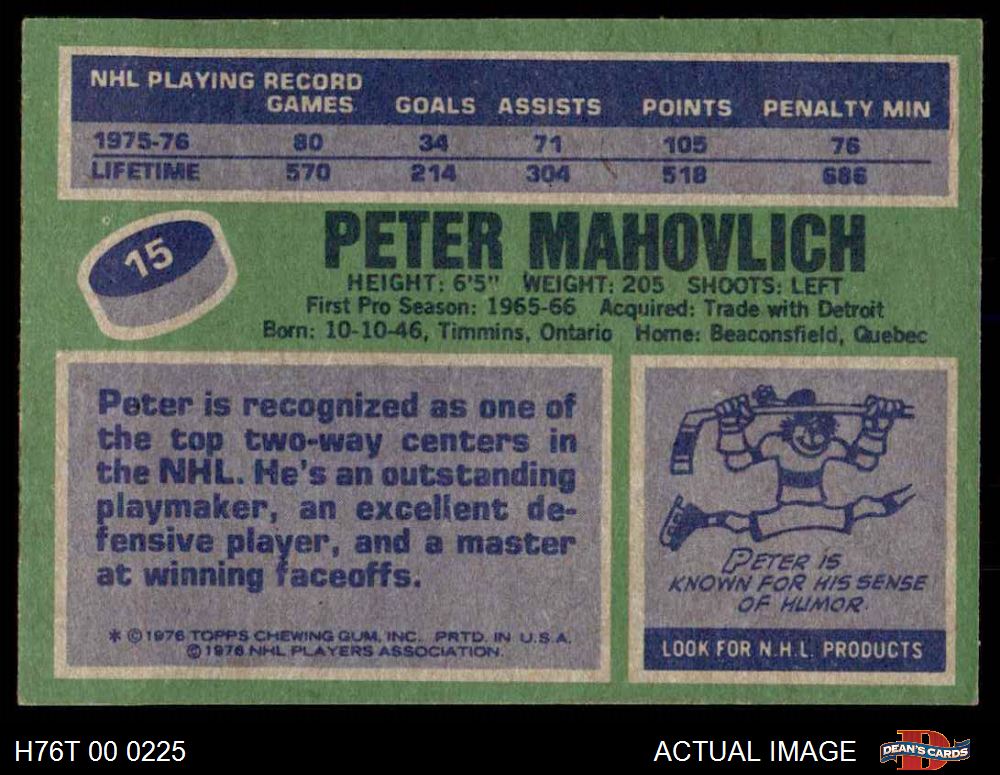 NHL PLAYING RECORD
GAMES GOALS ASSISTS POINTS PENALTY MIN
1975-76 80 34 71 105 76
LIFETIME 570 214 304 518 686
15
PETER MAHOVLICH
HEIGHT: 6'5" WEIGHT: 205 SHOOTS: LEFT
First Pro Season: 1965-66 Acquired: Trade with Detroit
Born: 10-10-46, Timmins, Ontario Home: Beaconsfield, Quebec
Peter is recognized as one of
the top two-way centers in
the NHL. He's an outstanding
playmaker, an excellent de-
fensive player, and a master
at winning faceoffs.
* © 1976 TOPPS CHEWING GUM, INC. PRTD. IN U.S.A.
© 1976 NHL PLAYERS ASSOCIATION.
PETER IS
KNOWN FOR HIS SENSE
OF HUMOR.
LOOK FOR N.H.L. PRODUCTS
H76T 00 0225
ACTUAL IMAGE
D
DEAN'S CARDS